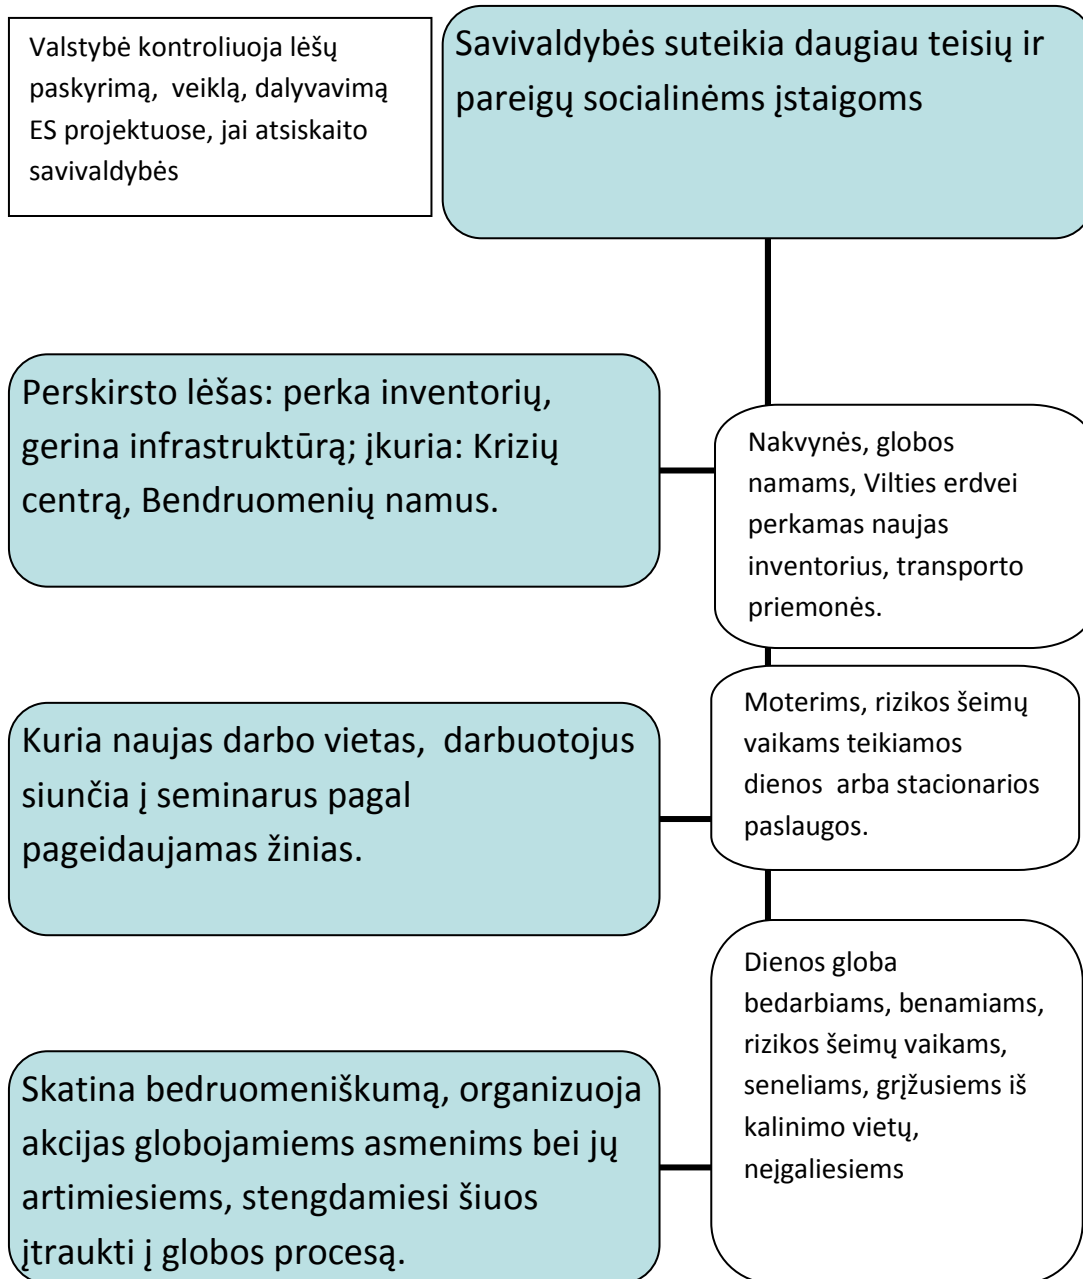 Valstybė kontroliuoja lėšų
paskyrimą, veiklą, dalyvavimą
ES projektuose, jai atsiskaito
savivaldybės
Savivaldybės suteikia daugiau teisių ir
pareigų socialinėms įstaigoms
Perskirsto lėšas: perka inventorių,
gerina infrastruktūrą; įkuria: Krizių
centrą, Bendruomenių namus.
Nakvynės, globos
namams, Vilties erdvei
perkamas naujas
inventorius, transporto
priemonės.
Kuria naujas darbo vietas, darbuotojus
siunčia į seminarus pagal
pageidaujamas žinias.
Moterims, rizikos šeimų
vaikams teikiamos
dienos arba stacionarios
paslaugos.
Skatina bedruomeniškumą, organizuoja
akcijas globojamiems asmenims bei jų
artimiesiems, stengdamiesi šiuos
įtraukti į globos procesą.
Dienos globa
bedarbiams, benamiams,
rizikos šeimų vaikams,
seneliams, grįžusiems iš
kalinimo vietų,
neįgaliesiems